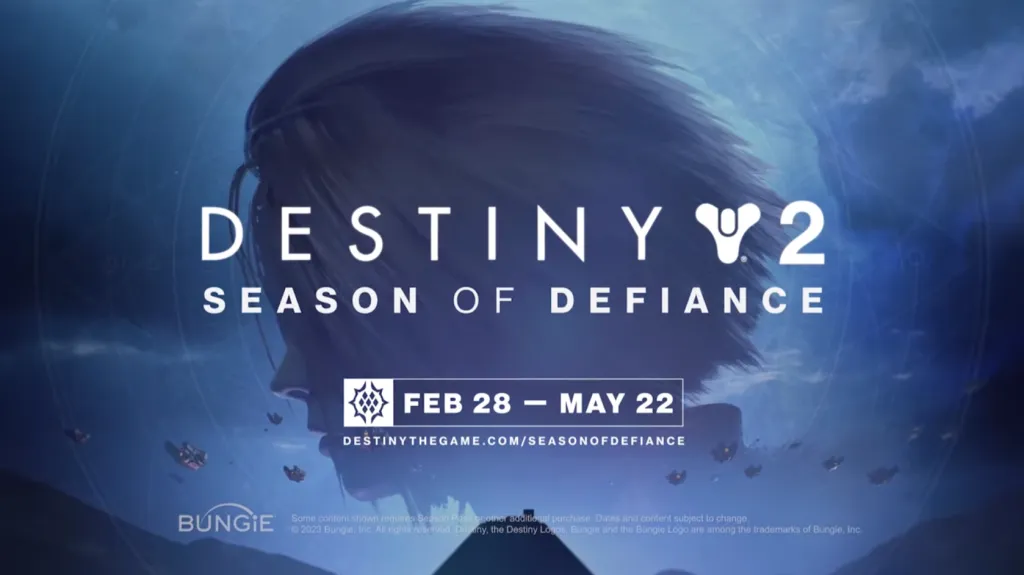 DESTINY 2
SEASON OF DEFIANCE
FEB 28 — MAY 22
DESTINYTHEGAME.COM/SEASONOFDEFIANCE
BUNGiE
Some content shown requires Season Pass or other additional purchase. Dates and content subject to change.
© 2023 Bungie, Inc. All rights reserved. Destiny, the Destiny Logos, Bungie and the Bungie Logo are among the trademarks of Bungie, Inc.